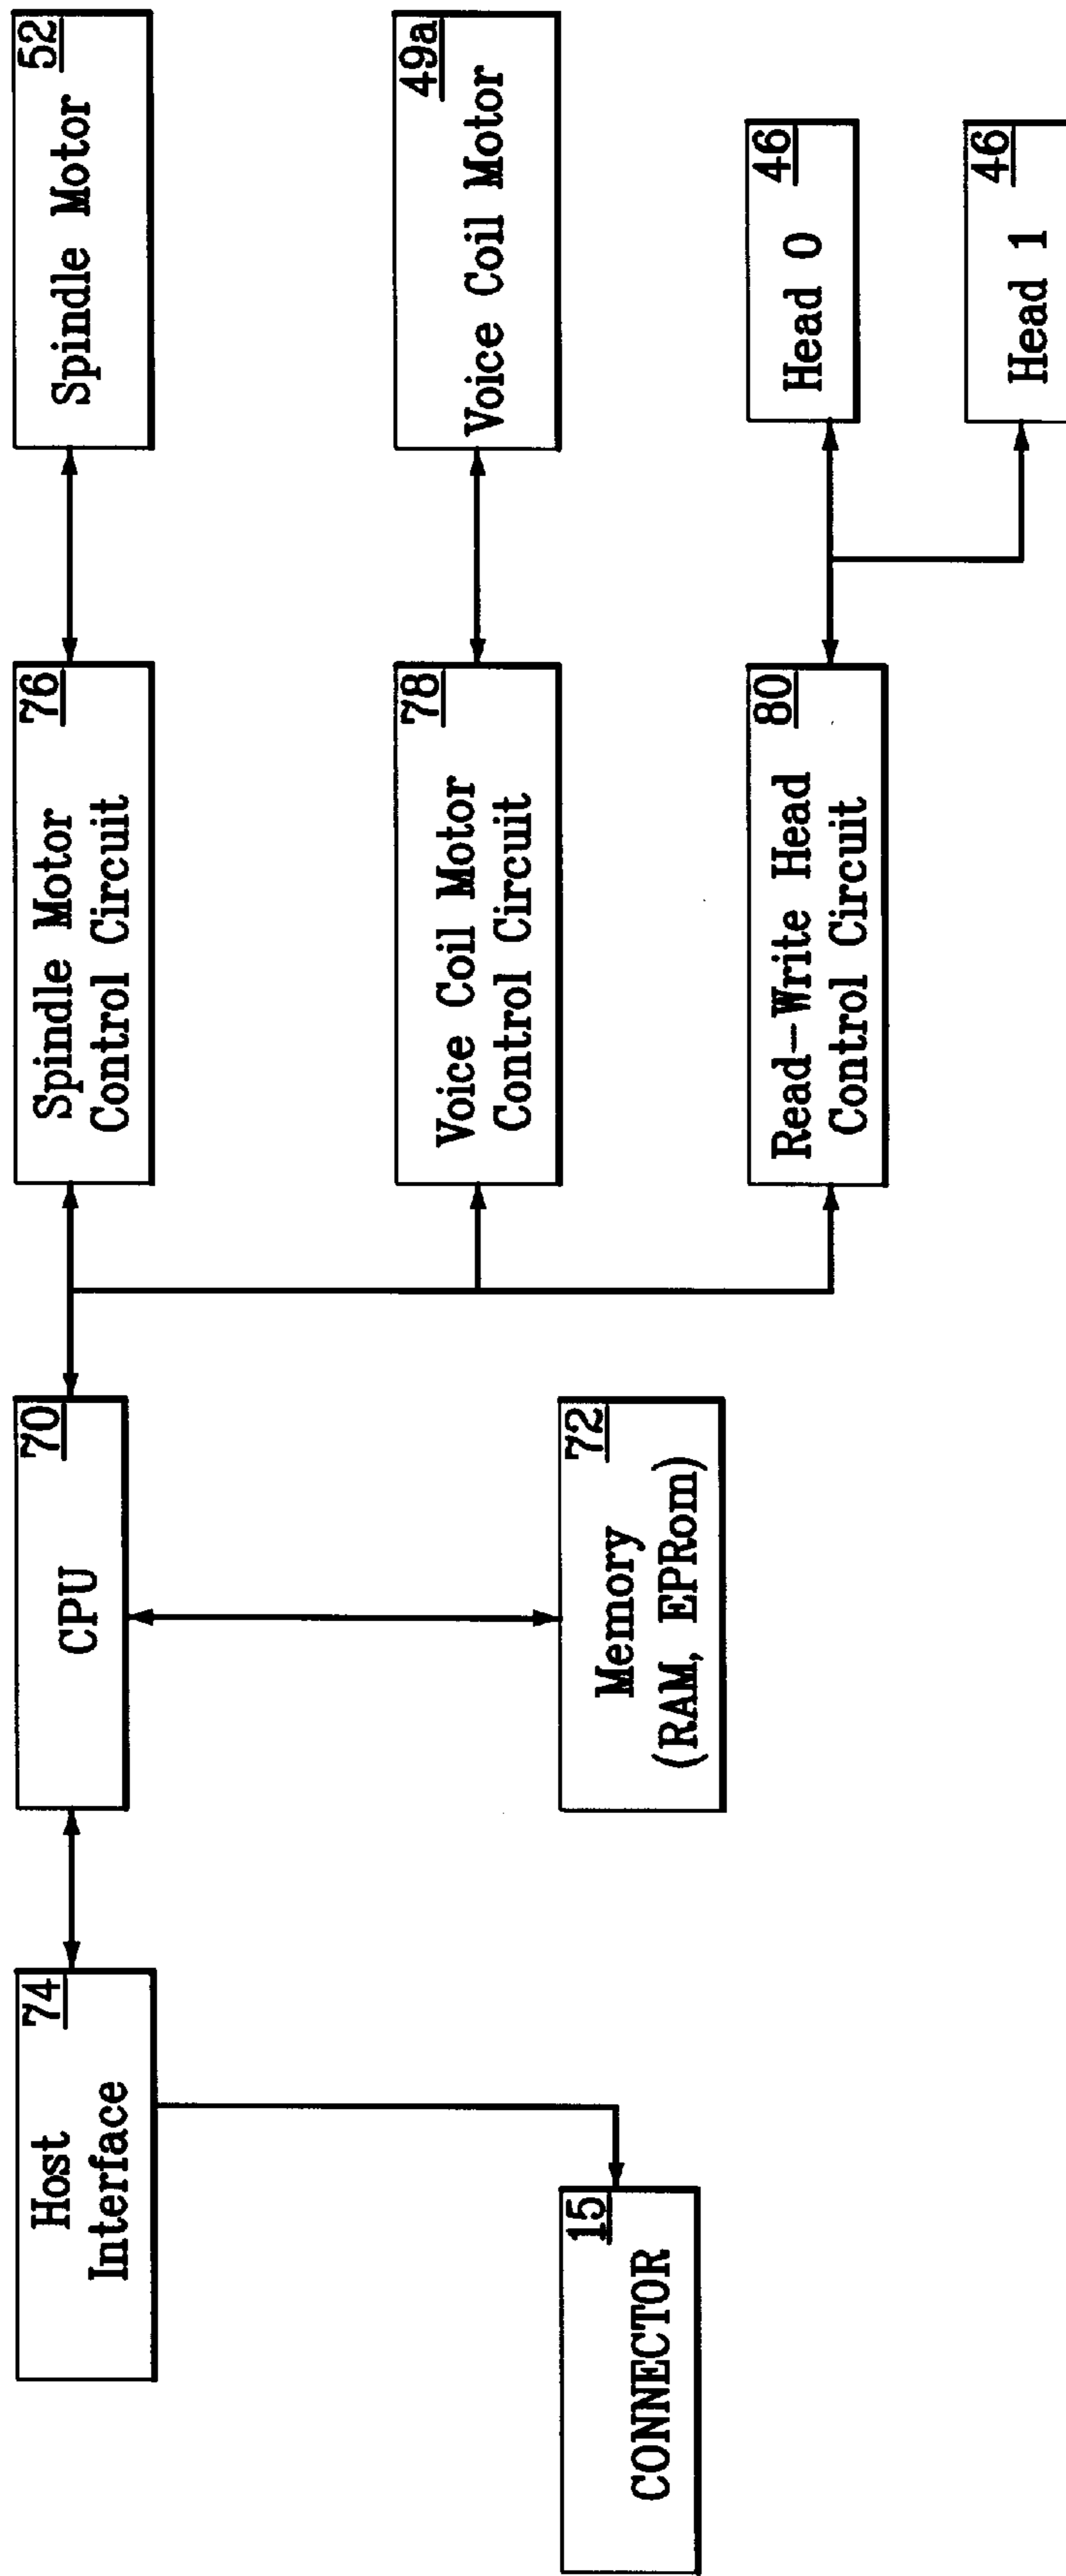 Host
Interface
74
CONNECTOR
15
CPU
70
Memory
(RAM, EPRom)
72
Spindle Motor
Control Circuit
76
Voice Coil Motor
Control Circuit
78
Read-Write Head
Control Circuit
80
Spindle Motor
52
Voice Coil Motor
49a
Head 0
46
Head 1
46